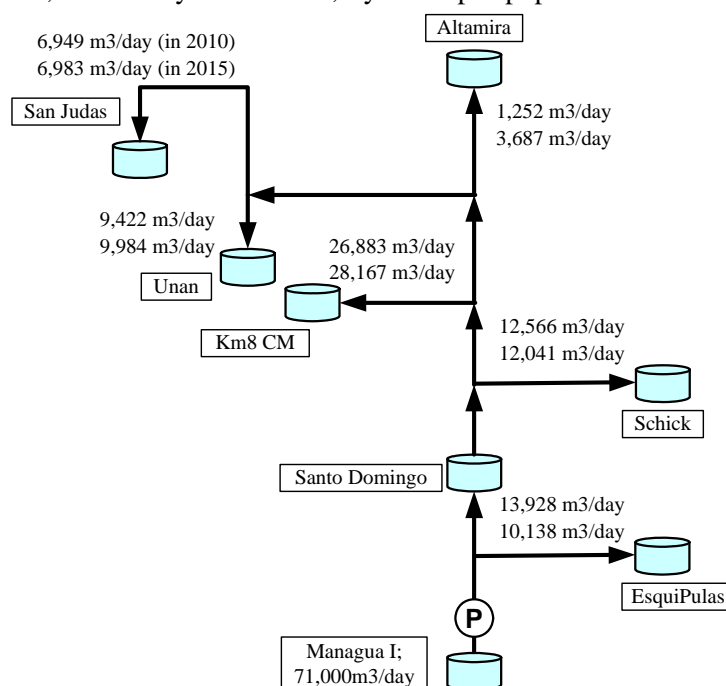 6,949 m3/day (in 2010)
6,983 m3/day (in 2015)
Altamira
San Judas
1,252 m3/day
3,687 m3/day
9,422 m3/day
9,984 m3/day
26,883 m3/day
28,167 m3/day
Unan
Km8 CM
12,566 m3/day
12,041 m3/day
Schick
Santo Domingo
13,928 m3/day
10,138 m3/day
EsquiPulas
P
Managua I;
71,000m3/day